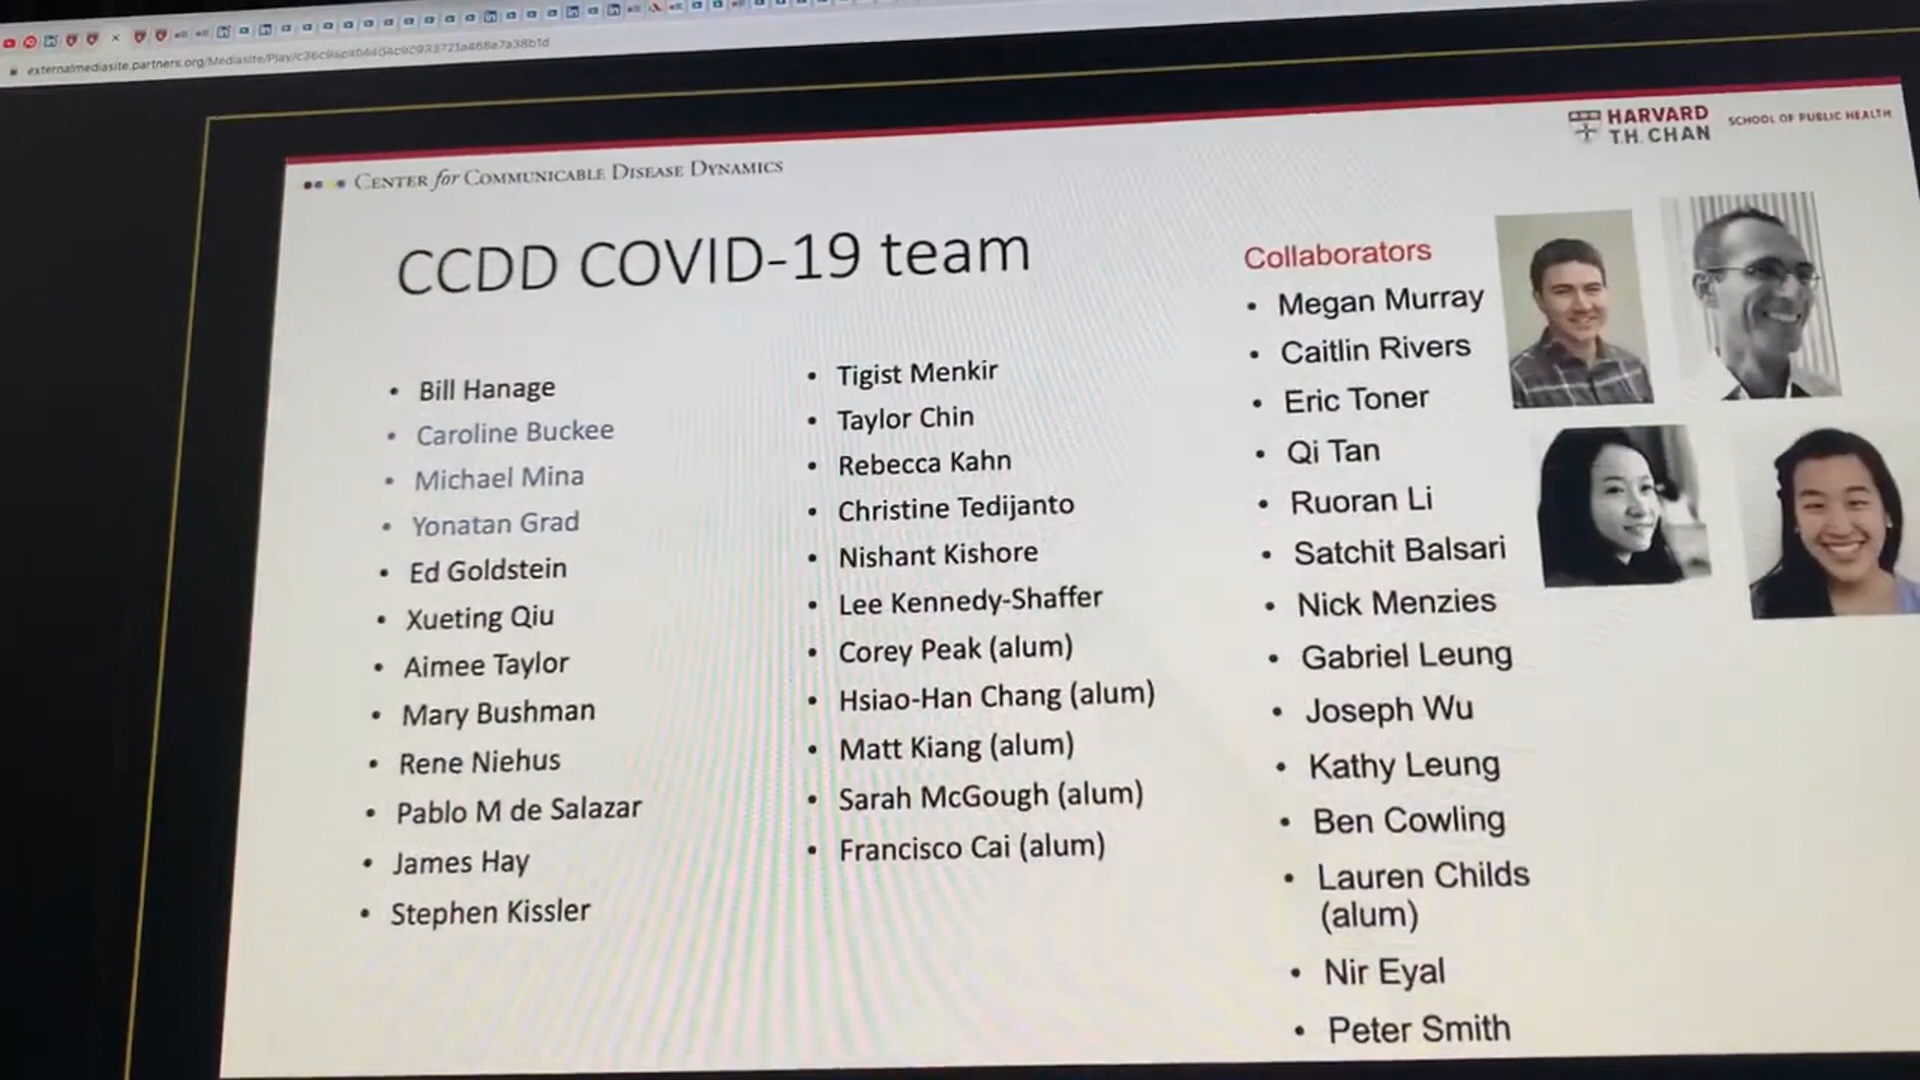 CENTER for COMMUNICABLE DISEASE DYNAMICS
HARVARD
T.H. CHAN
SCHOOL OF PUBLIC HEALTH
CCDD COVID-19 team
• Bill Hanage
• Caroline Buckee
• Michael Mina
• Yonatan Grad
• Ed Goldstein
• Xueting Qiu
• Aimee Taylor
• Mary Bushman
• Rene Niehus
• Pablo M de Salazar
• James Hay
• Stephen Kissler
• Tigist Menkir
• Taylor Chin
• Rebecca Kahn
• Christine Tedijanto
• Nishant Kishore
• Lee Kennedy-Shaffer
• Corey Peak (alum)
• Hsiao-Han Chang (alum)
• Matt Kiang (alum)
• Sarah McGough (alum)
• Francisco Cai (alum)
Collaborators
• Megan Murray
• Caitlin Rivers
• Eric Toner
• Qi Tan
• Ruoran Li
• Satchit Balsari
• Nick Menzies
• Gabriel Leung
• Joseph Wu
• Kathy Leung
• Ben Cowling
• Lauren Childs
(alum)
• Nir Eyal
• Peter Smith